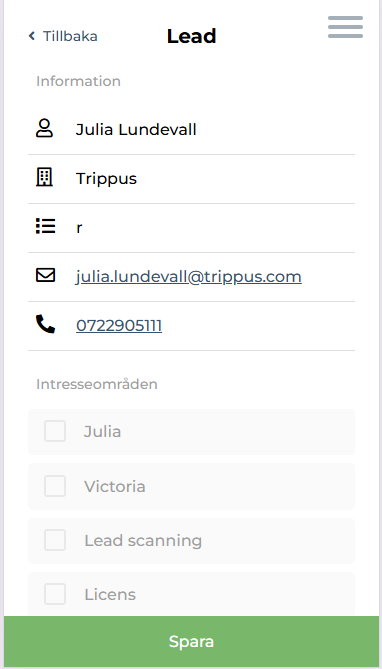 Tillbaka
Lead
Information
Julia Lundevall
Trippus
r
julia.lundevall@trippus.com
0722905111
Intresseområden
Julia
Victoria
Lead scanning
Licens
Spara